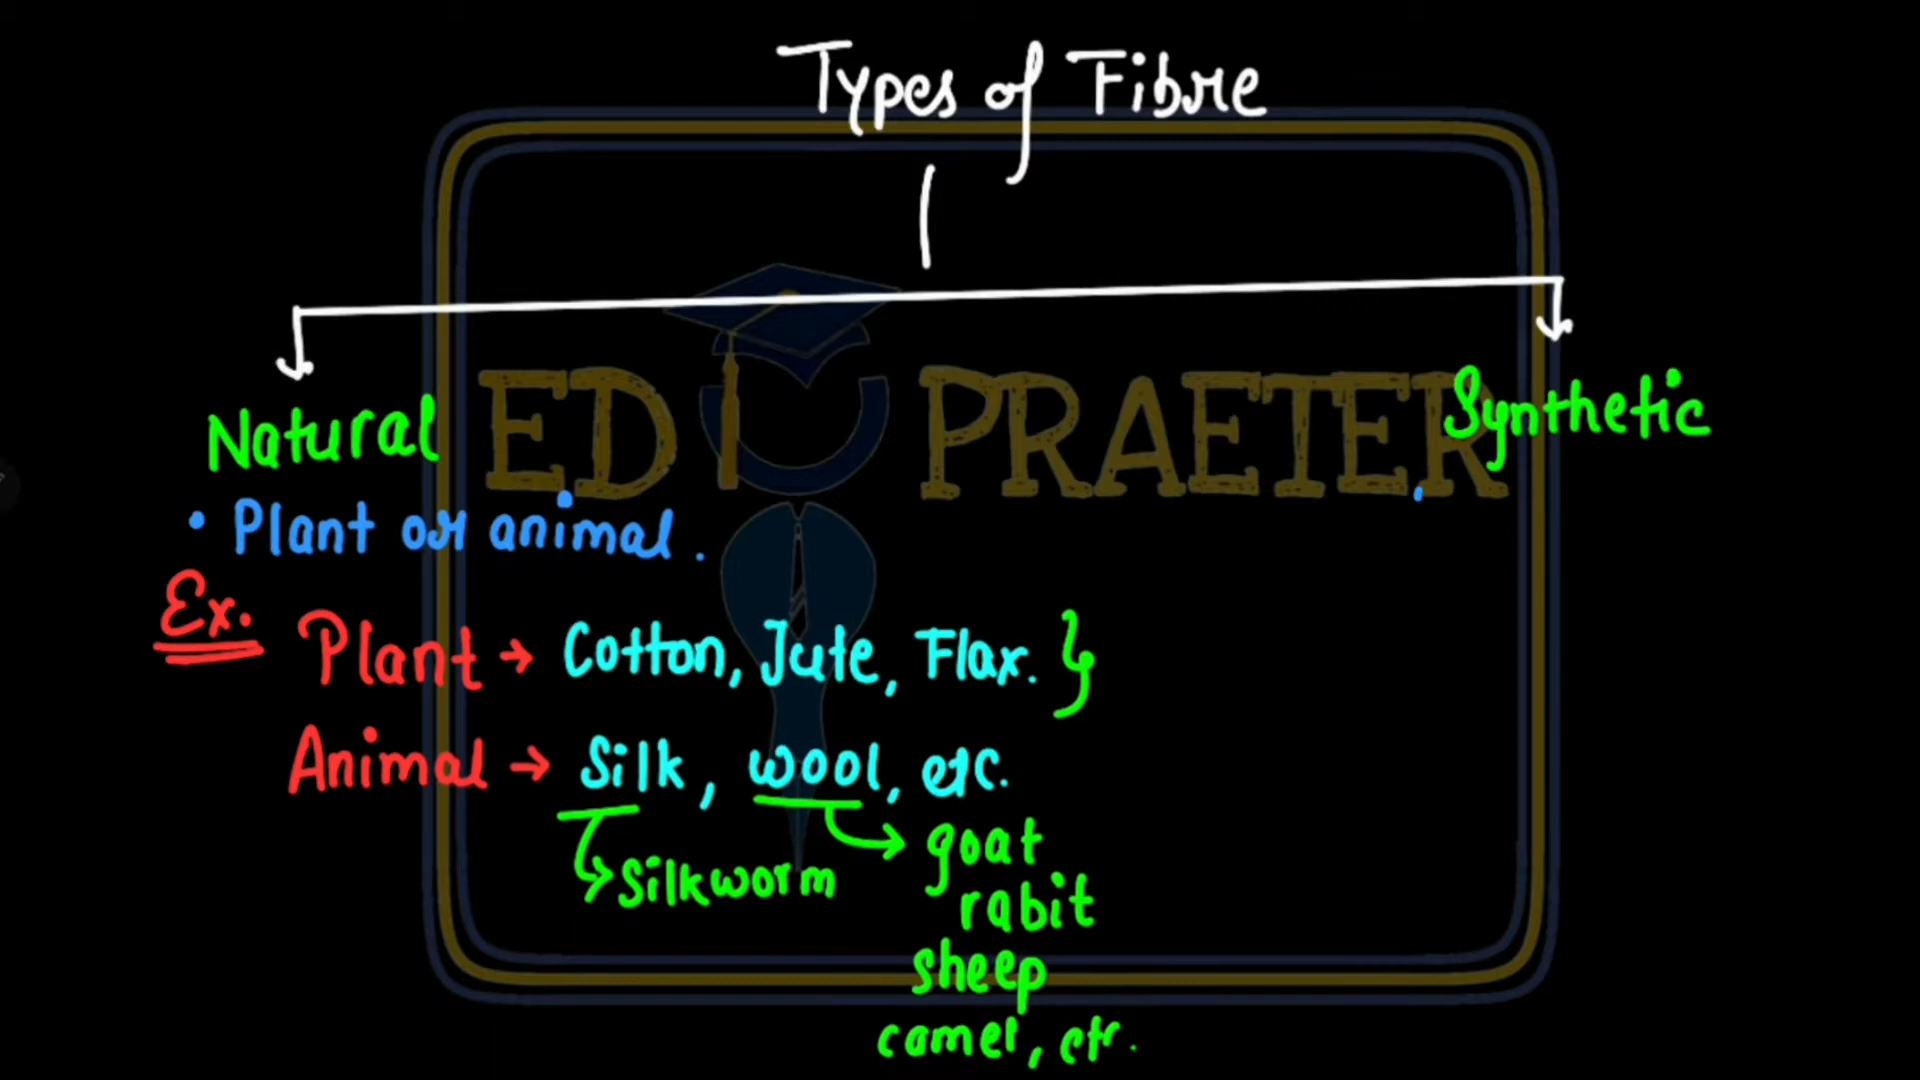 Types of Fibre
Natural
Synthetic
EDU PRAETER
• Plant or animal.
Ex. Plant → Cotton, Jute, Flax.
Animal → Silk, wool, etc.
Silkworm
goat
rabit
sheep
camel, etc.